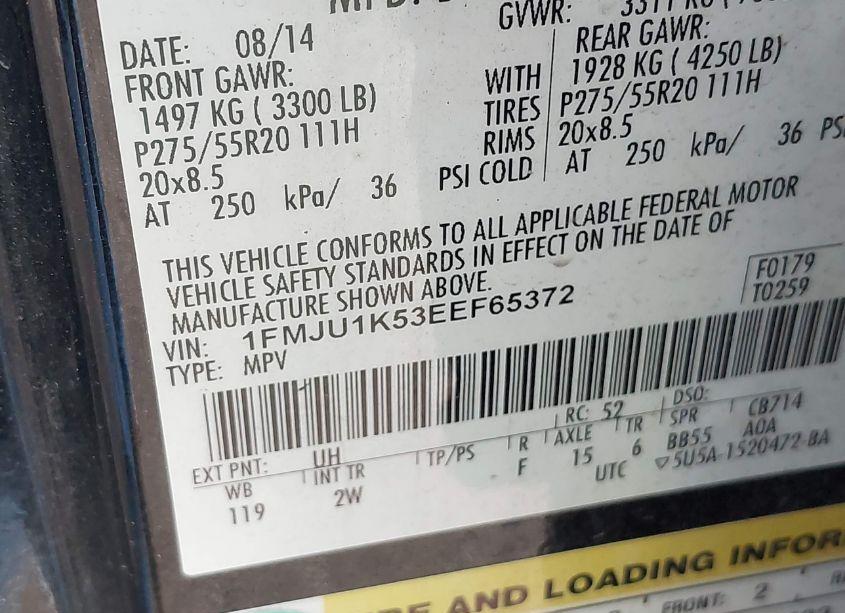 GVWR:
DATE: 08/14
FRONT GAWR:
1497 KG ( 3300 LB)
P275/55R20 111H
20x8.5
AT 250 kPa/ 36 PSI COLD
WITH
TIRES
RIMS
REAR GAWR:
1928 KG ( 4250 LB)
P275/55R20 111H
20x8.5
AT 250 kPa/ 36 PSI
THIS VEHICLE CONFORMS TO ALL APPLICABLE FEDERAL MOTOR
VEHICLE SAFETY STANDARDS IN EFFECT ON THE DATE OF
MANUFACTURE SHOWN ABOVE.
VIN: 1FMJU1K53EEF65372
TYPE: MPV
F0179
T0259
RC: 52 DSO: CB714
EXT PNT: UH
WB INT TR TP/PS R AXLE TR SPR A0A
119 2W F 15 6 BB55
UTC ▽5U5A-1520472-BA
AND LOADING INFOR
FRONT: 2